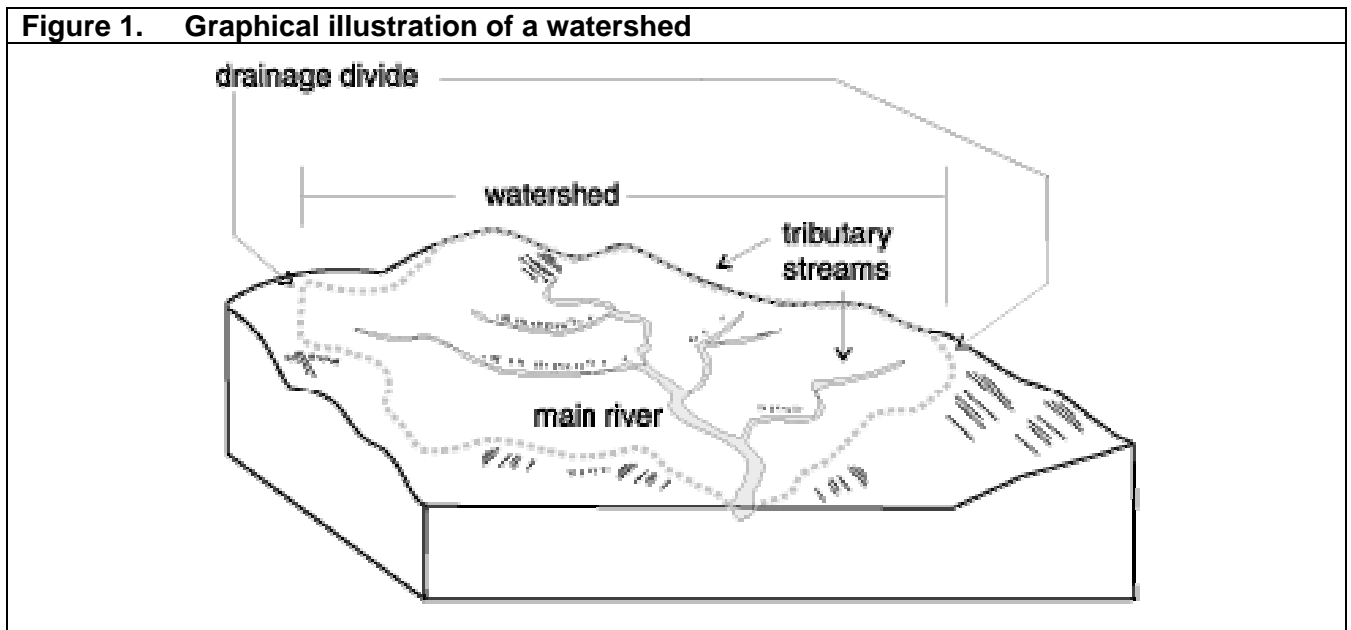 Figure 1. Graphical illustration of a watershed
drainage divide
watershed
tributary
streams
main river